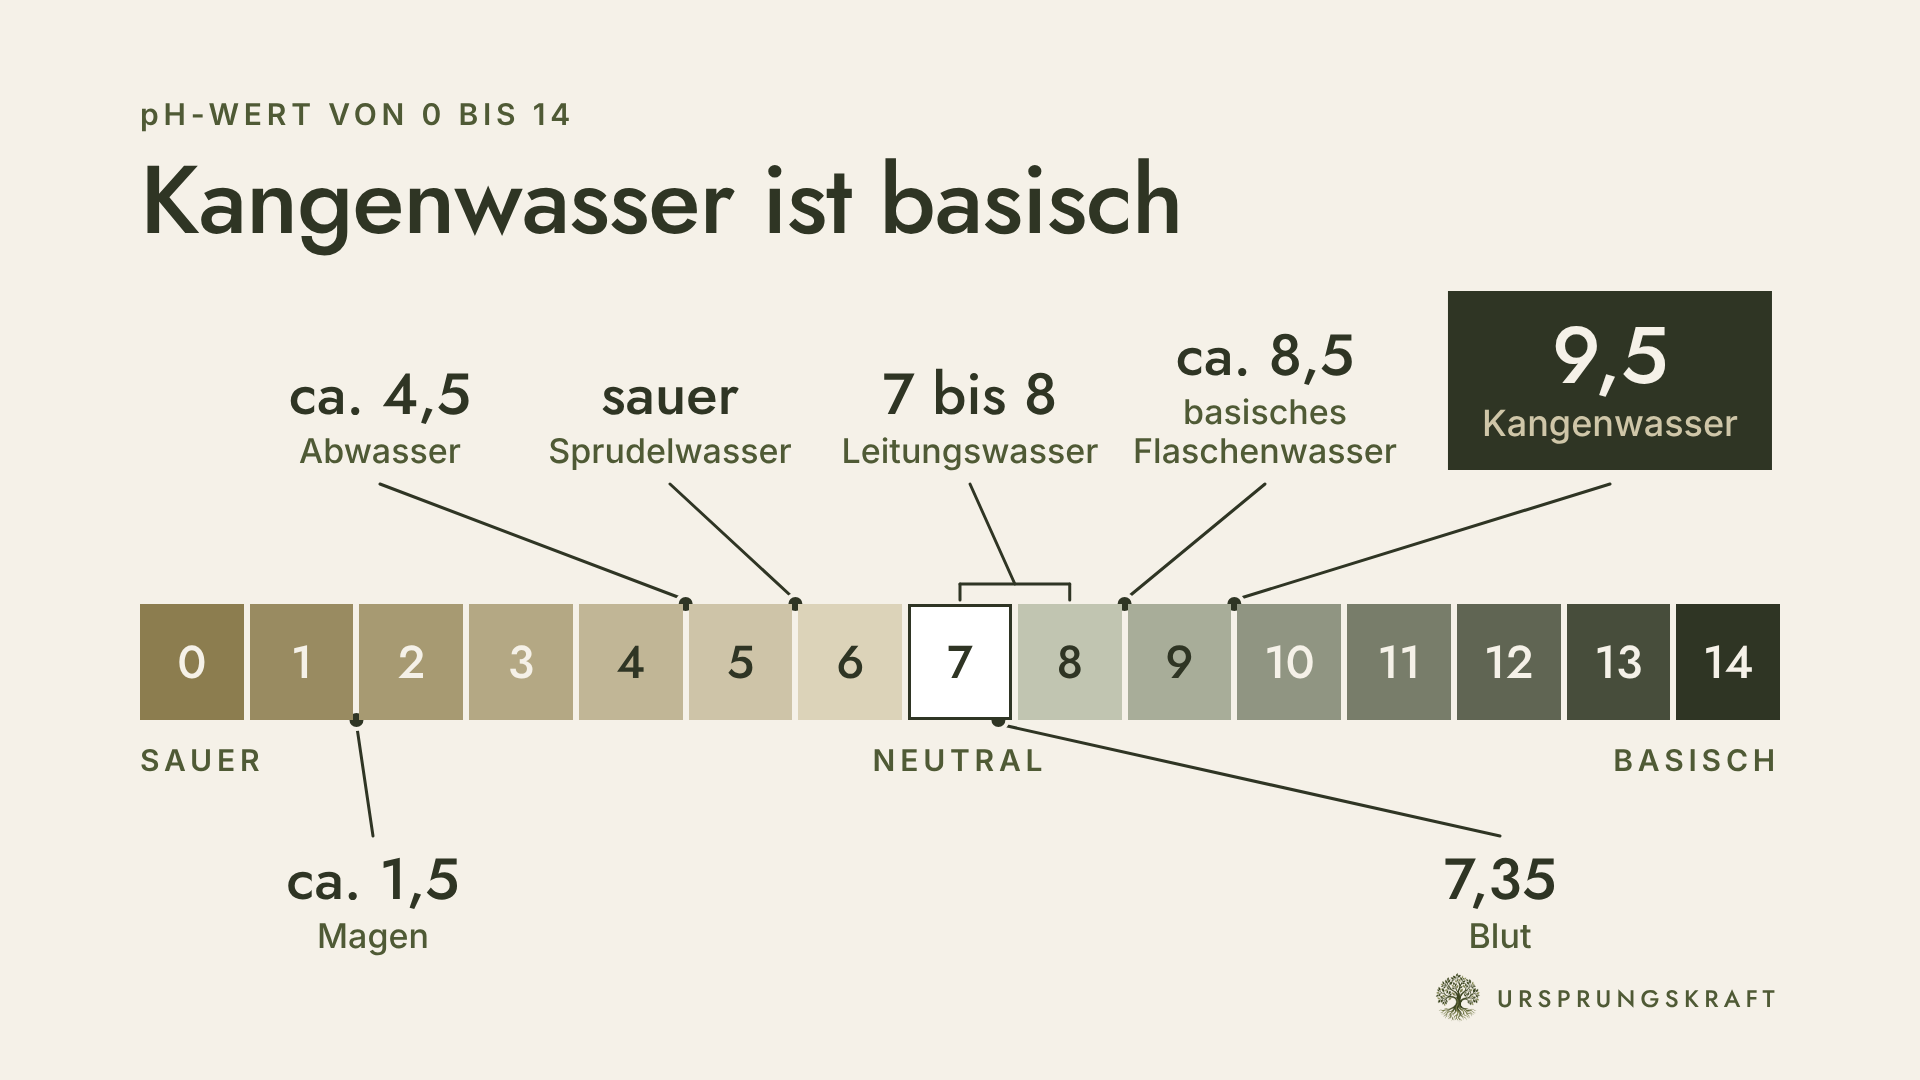 pH-WERT VON 0 BIS 14
Kangenwasser ist basisch
ca. 4,5
Abwasser
sauer
Sprudelwasser
7 bis 8
Leitungswasser
ca. 8,5
basisches
Flaschenwasser
9,5
Kangenwasser
0 1 2 3 4 5 6 7 8 9 10 11 12 13 14
SAUER NEUTRAL BASISCH
ca. 1,5
Magen
7,35
Blut
URSPRUNGSKRAFT